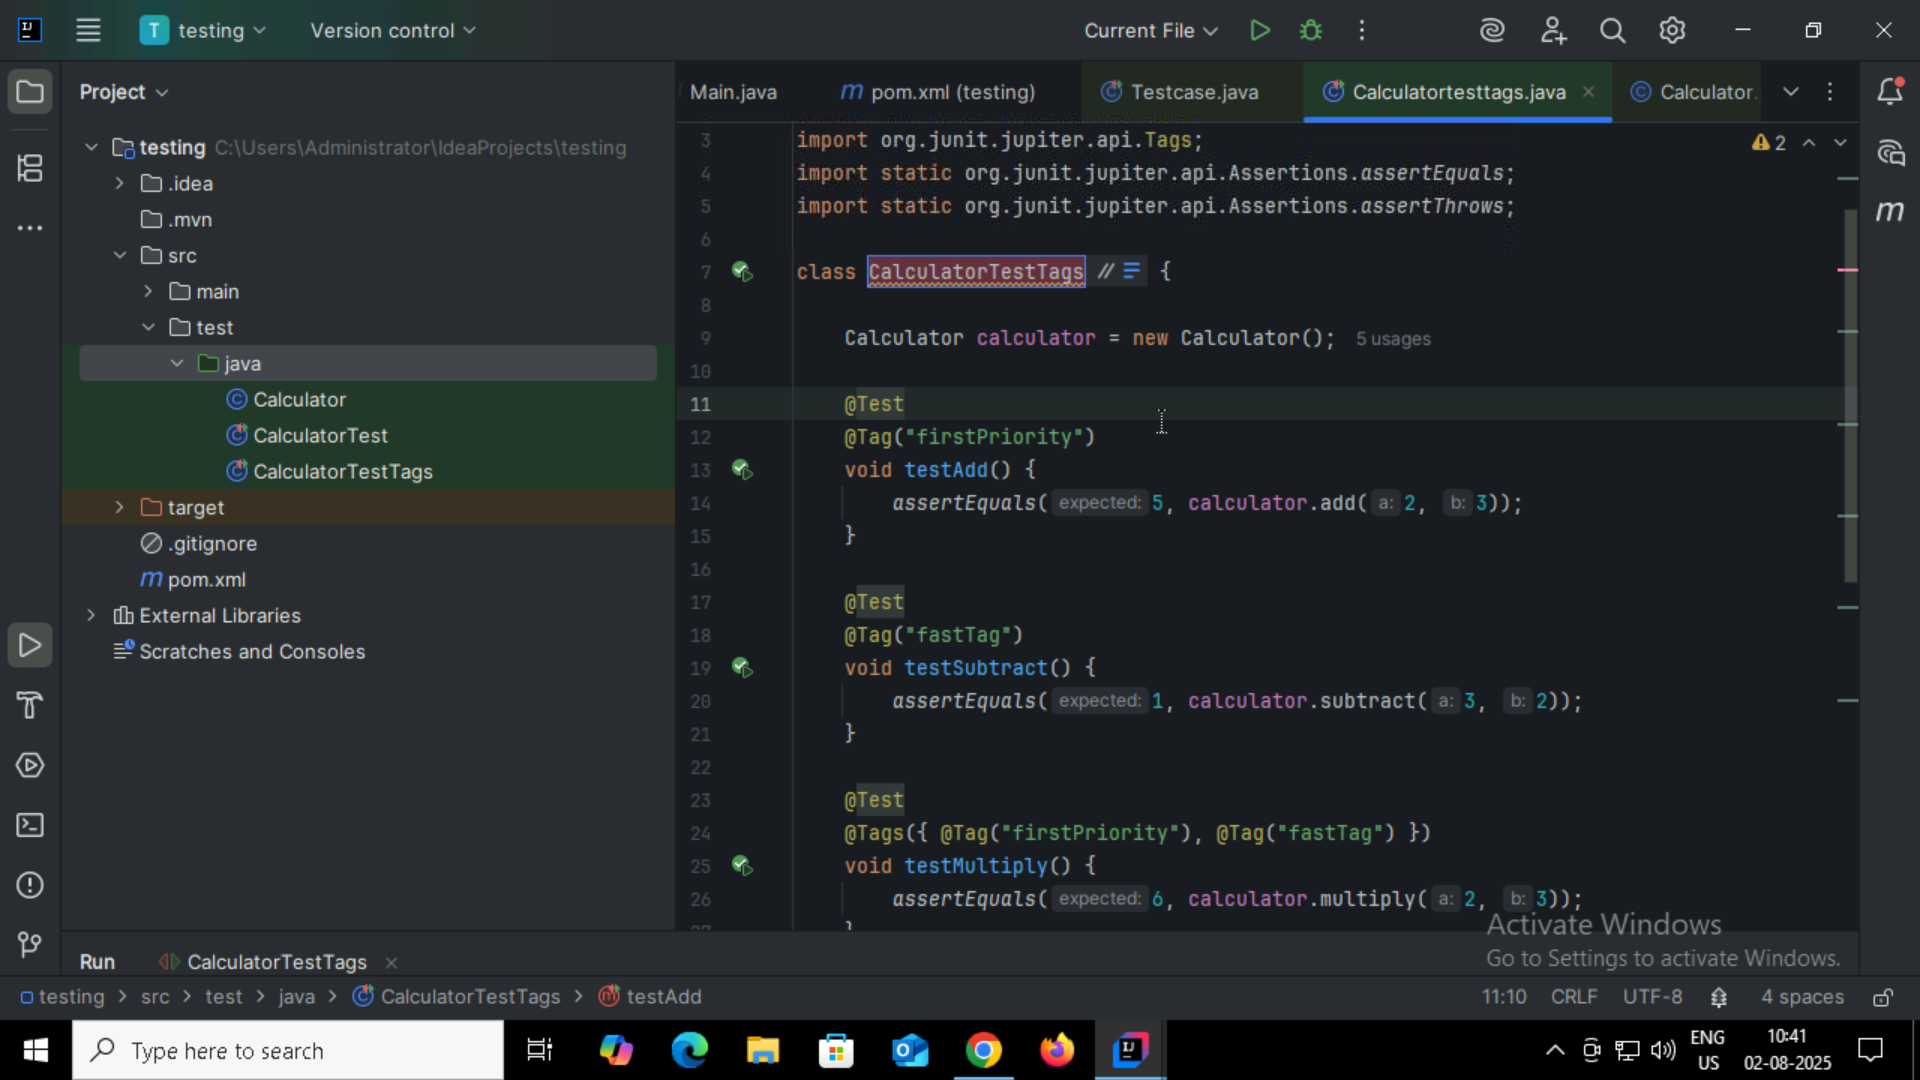 T testing Version control Current File
Project
Main.java m pom.xml (testing) Testcase.java Calculatortesttags.java Calculator.
testing C:\Users\Administrator\IdeaProjects\testing
.idea
.mvn
src
main
test
java
Calculator
CalculatorTest
CalculatorTestTags
target
.gitignore
m pom.xml
External Libraries
Scratches and Consoles
3 import org.junit.jupiter.api.Tags;
2
4 import static org.junit.jupiter.api.Assertions.assertEquals;
5 import static org.junit.jupiter.api.Assertions.assertThrows;
6
7 class CalculatorTestTags // {
8
9 Calculator calculator = new Calculator(); 5 usages
10
11 @Test
12 @Tag("firstPriority")
13 void testAdd() {
14 assertEquals( expected: 5, calculator.add( a: 2, b: 3));
15 }
16
17 @Test
18 @Tag("fastTag")
19 void testSubtract() {
20 assertEquals( expected: 1, calculator.subtract( a: 3, b: 2));
21 }
22
23 @Test
24 @Tags({ @Tag("firstPriority"), @Tag("fastTag") })
25 void testMultiply() {
26 assertEquals( expected: 6, calculator.multiply( a: 2, b: 3));
27 }
m
Activate Windows
Go to Settings to activate Windows.
Run CalculatorTestTags
testing > src > test > java > CalculatorTestTags > testAdd 11:10 CRLF UTF-8 4 spaces
Type here to search
ENG
US
10:41
02-08-2025